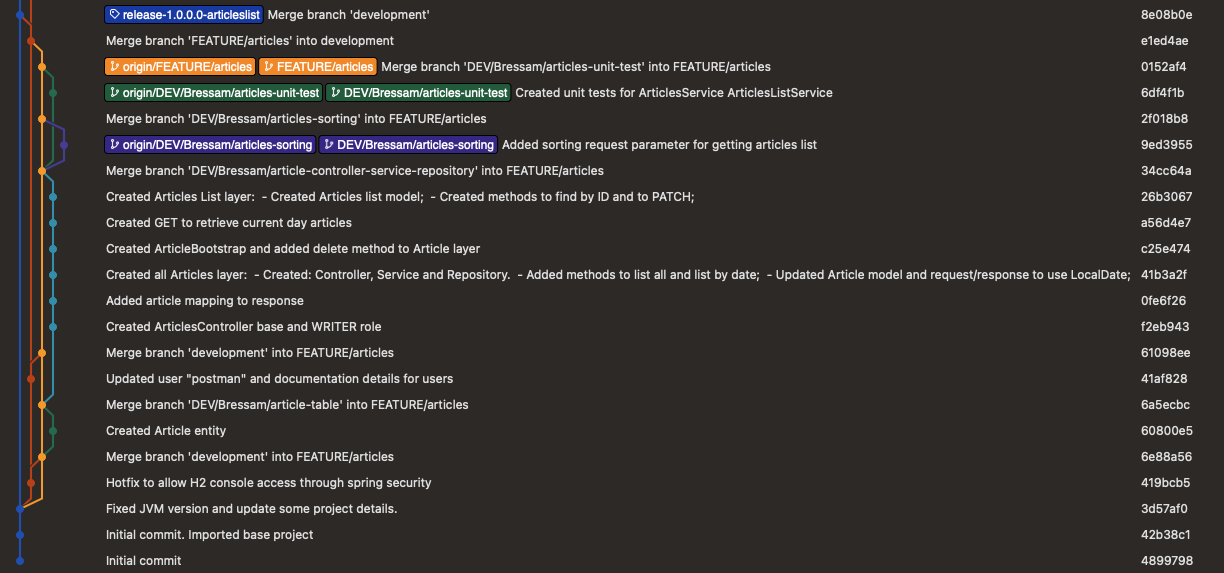 release-1.0.0.0-articleslist Merge branch 'development' 8e08b0e
Merge branch 'FEATURE/articles' into development e1ed4ae
origin/FEATURE/articles FEATURE/articles Merge branch 'DEV/Bressam/articles-unit-test' into FEATURE/articles 0152af4
origin/DEV/Bressam/articles-unit-test DEV/Bressam/articles-unit-test Created unit tests for ArticlesService ArticlesListService 6df4f1b
Merge branch 'DEV/Bressam/articles-sorting' into FEATURE/articles 2f018b8
origin/DEV/Bressam/articles-sorting DEV/Bressam/articles-sorting Added sorting request parameter for getting articles list 9ed3955
Merge branch 'DEV/Bressam/article-controller-service-repository' into FEATURE/articles 34cc64a
Created Articles List layer:  - Created Articles list model;  - Created methods to find by ID and to PATCH; 26b3067
Created GET to retrieve current day articles a56d4e7
Created ArticleBootstrap and added delete method to Article layer c25e474
Created all Articles layer:  - Created: Controller, Service and Repository.  - Added methods to list all and list by date;  - Updated Article model and request/response to use LocalDate; 41b3a2f
Added article mapping to response 0fe6f26
Created ArticlesController base and WRITER role f2eb943
Merge branch 'development' into FEATURE/articles 61098ee
Updated user "postman" and documentation details for users 41af828
Merge branch 'DEV/Bressam/article-table' into FEATURE/articles 6a5ecbc
Created Article entity 60800e5
Merge branch 'development' into FEATURE/articles 6e88a56
Hotfix to allow H2 console access through spring security 419bcb5
Fixed JVM version and update some project details. 3d57af0
Initial commit. Imported base project 42b38c1
Initial commit 4899798